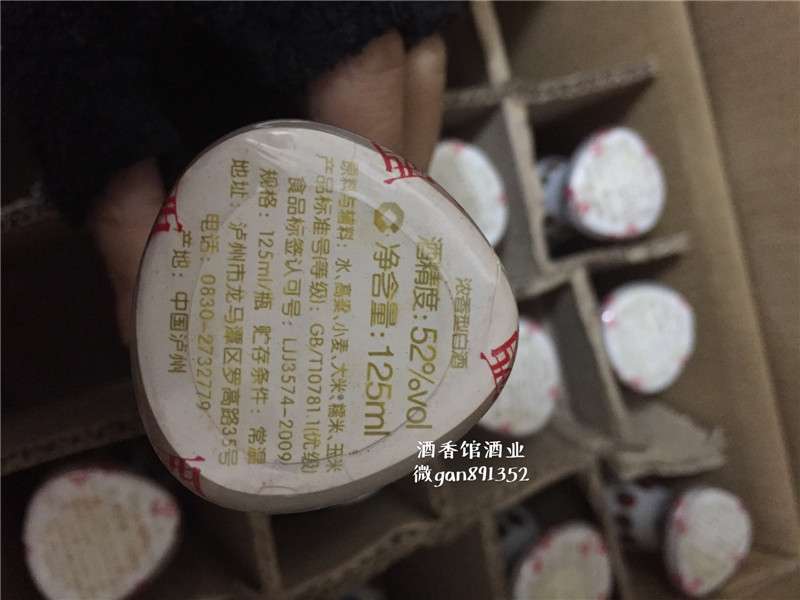 浓香型白酒
酒精度:52%vol
净含量:125ml
原料与辅料:水、高粱、小麦、大米、糯米、玉米
产品标准号(等级):GB/T10781.1(优级)
食品标签认可号:LJJ3574-2009
规格:125ml/瓶 贮存条件:常温
地址:泸州市龙马潭区罗高路35号
电话:0830-2732779
产地:中国泸州
酒香馆酒业
微gan891352